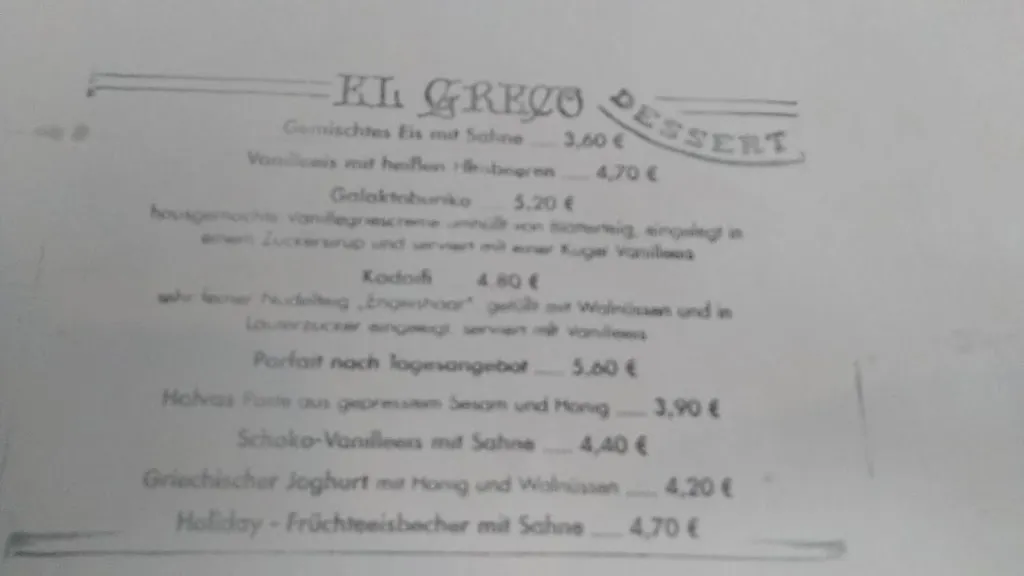 EL GRECO DESSERT
Gemischtes Eis mit Sahne .... 3,60 €
Vanilleeis mit heißen Himbeeren ..... 4,70 €
Galaktoburiko 5,20 €
hausgemachte Vanillegriescreme umhüllt von Blätterteig, eingelegt in
einem Zuckersirup und serviert mit einer Kugel Vanilleeis
Kadaifi 4,80 €
sehr feiner Nudelteig „Engelshaar" gefüllt mit Walnüssen und in
Läuterzucker eingelegt, serviert mit Vanilleeis
Parfait nach Tagesangebot ..... 5,60 €
Halvas Paste aus gepresstem Sesam und Honig ..... 3,90 €
Schoko-Vanilleeis mit Sahne ..... 4,40 €
Griechischer Joghurt mit Honig und Walnüssen ..... 4,20 €
Holiday - Früchteeisbecher mit Sahne ..... 4,70 €